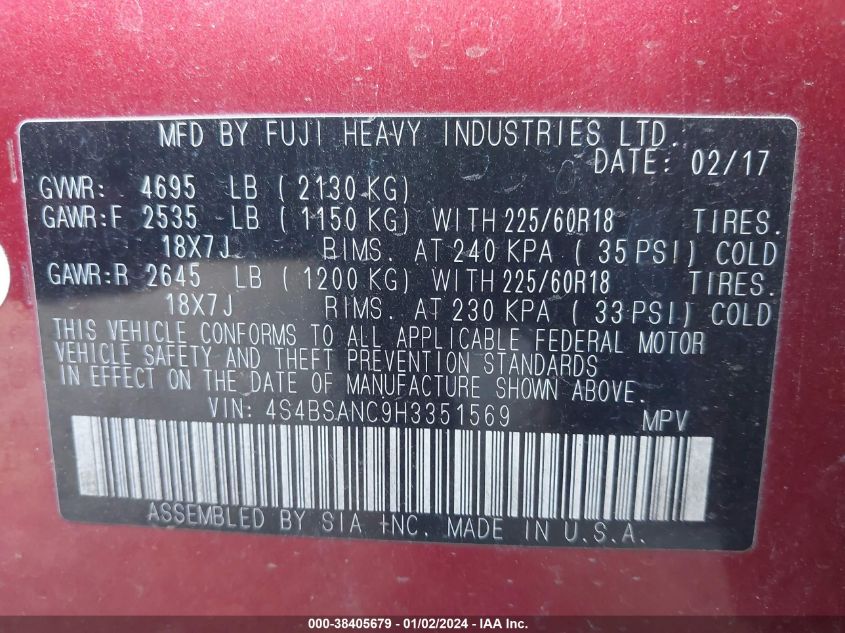 MFD BY FUJI HEAVY INDUSTRIES LTD.
DATE: 02/17
GVWR: 4695 LB ( 2130 KG)
GAWR:F 2535 LB ( 1150 KG) WITH 225/60R18 TIRES.
18X7J RIMS. AT 240 KPA ( 35 PSI) COLD
GAWR:R 2645 LB ( 1200 KG) WITH 225/60R18 TIRES.
18X7J RIMS. AT 230 KPA ( 33 PSI) COLD
THIS VEHICLE CONFORMS TO ALL APPLICABLE FEDERAL MOTOR
VEHICLE SAFETY AND THEFT PREVENTION STANDARDS
IN EFFECT ON THE DATE OF MANUFACTURE SHOWN ABOVE.
VIN: 4S4BSANC9H3351569 MPV
ASSEMBLED BY SIA INC. MADE IN U.S.A.
000-38405679 - 01/02/2024 - IAA Inc.